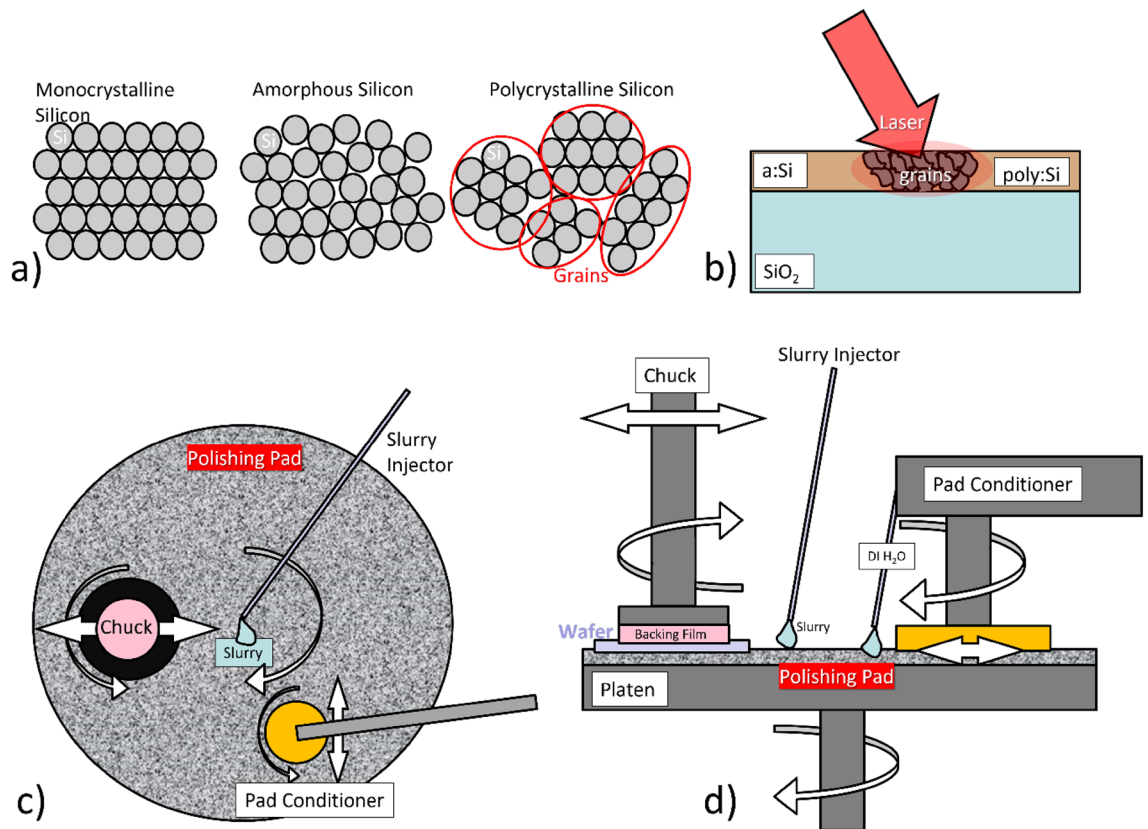 Monocrystalline
Silicon
Si
Amorphous Silicon
Si
Polycrystalline Silicon
Si
Grains
a)
Laser
a:Si
grains
poly:Si
SiO₂
b)
Polishing Pad
Slurry
Injector
Chuck
Slurry
Pad Conditioner
c)
Slurry Injector
Chuck
Pad Conditioner
DI H₂O
Wafer
Backing Film
Slurry
Polishing Pad
Platen
d)